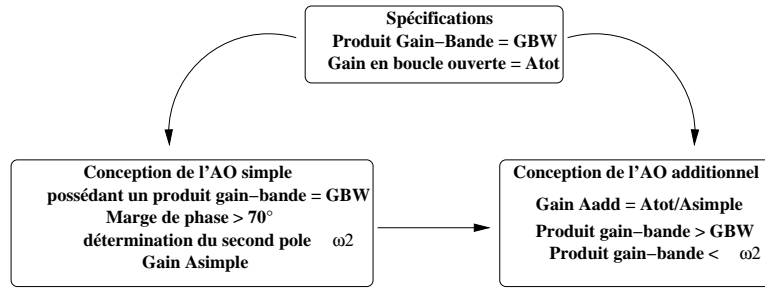 Spécifications
Produit Gain−Bande = GBW
Gain en boucle ouverte = Atot
Conception de l'AO simple
possédant un produit gain−bande = GBW
Marge de phase > 70°
détermination du second pole ω2
Gain Asimple
Conception de l'AO additionnel
Gain Aadd = Atot/Asimple
Produit gain−bande > GBW
Produit gain−bande < ω2